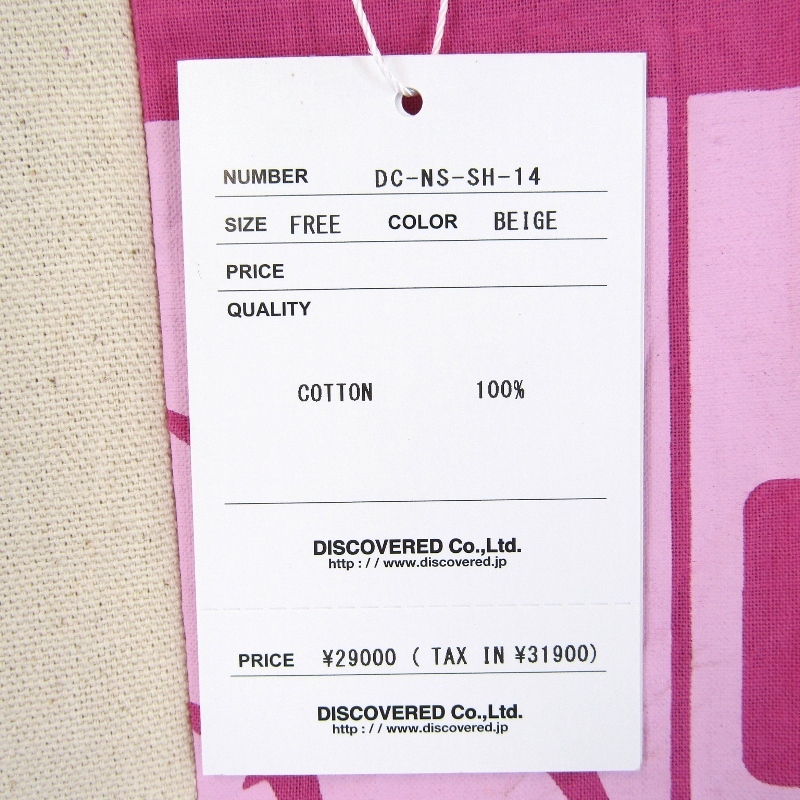 NUMBER DC-NS-SH-14
SIZE FREE COLOR BEIGE
PRICE
QUALITY
COTTON 100%
DISCOVERED Co.,Ltd.
http : / / www.discovered.jp
PRICE ¥29000 ( TAX IN ¥31900)
DISCOVERED Co.,Ltd.
http : / / www.discovered.jp